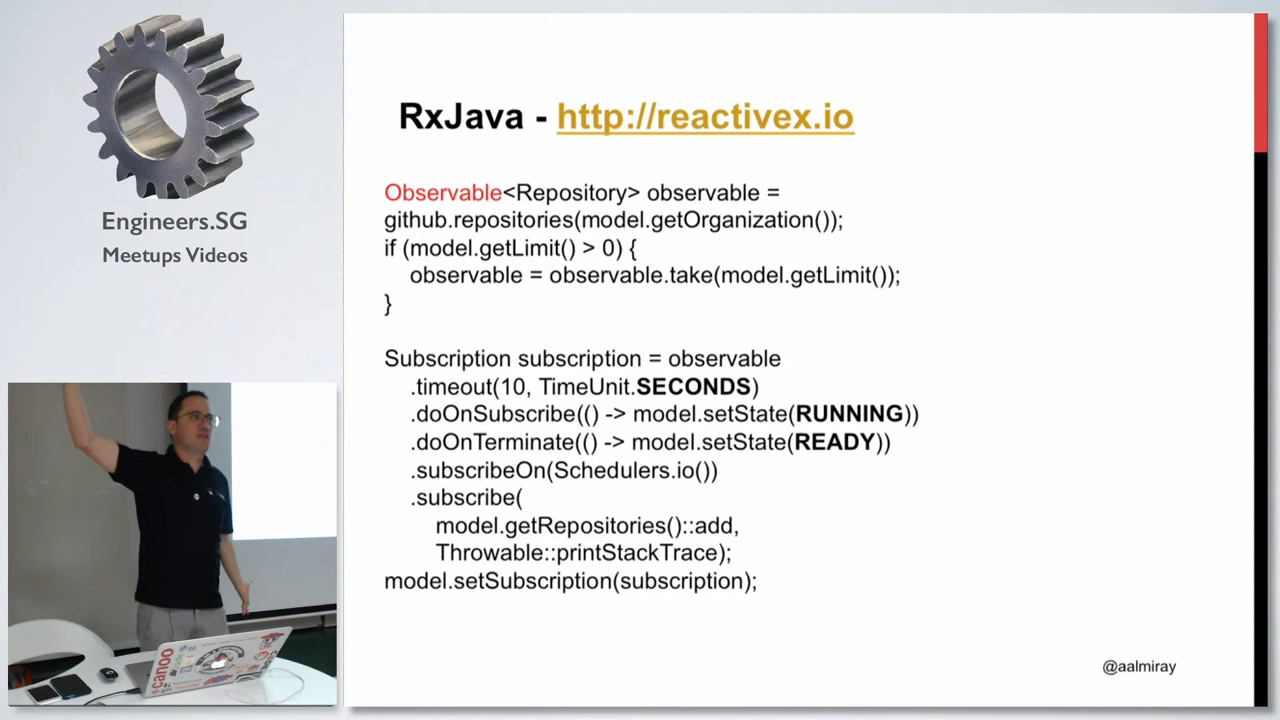 Engineers.SG
Meetups Videos
RxJava - http://reactivex.io
Observable<Repository> observable =
github.repositories(model.getOrganization());
if (model.getLimit() > 0) {
observable = observable.take(model.getLimit());
}
Subscription subscription = observable
.timeout(10, TimeUnit.SECONDS)
.doOnSubscribe(() -> model.setState(RUNNING))
.doOnTerminate(() -> model.setState(READY))
.subscribeOn(Schedulers.io())
.subscribe(
model.getRepositories()::add,
Throwable::printStackTrace);
model.setSubscription(subscription);
@aalmiray
canoo